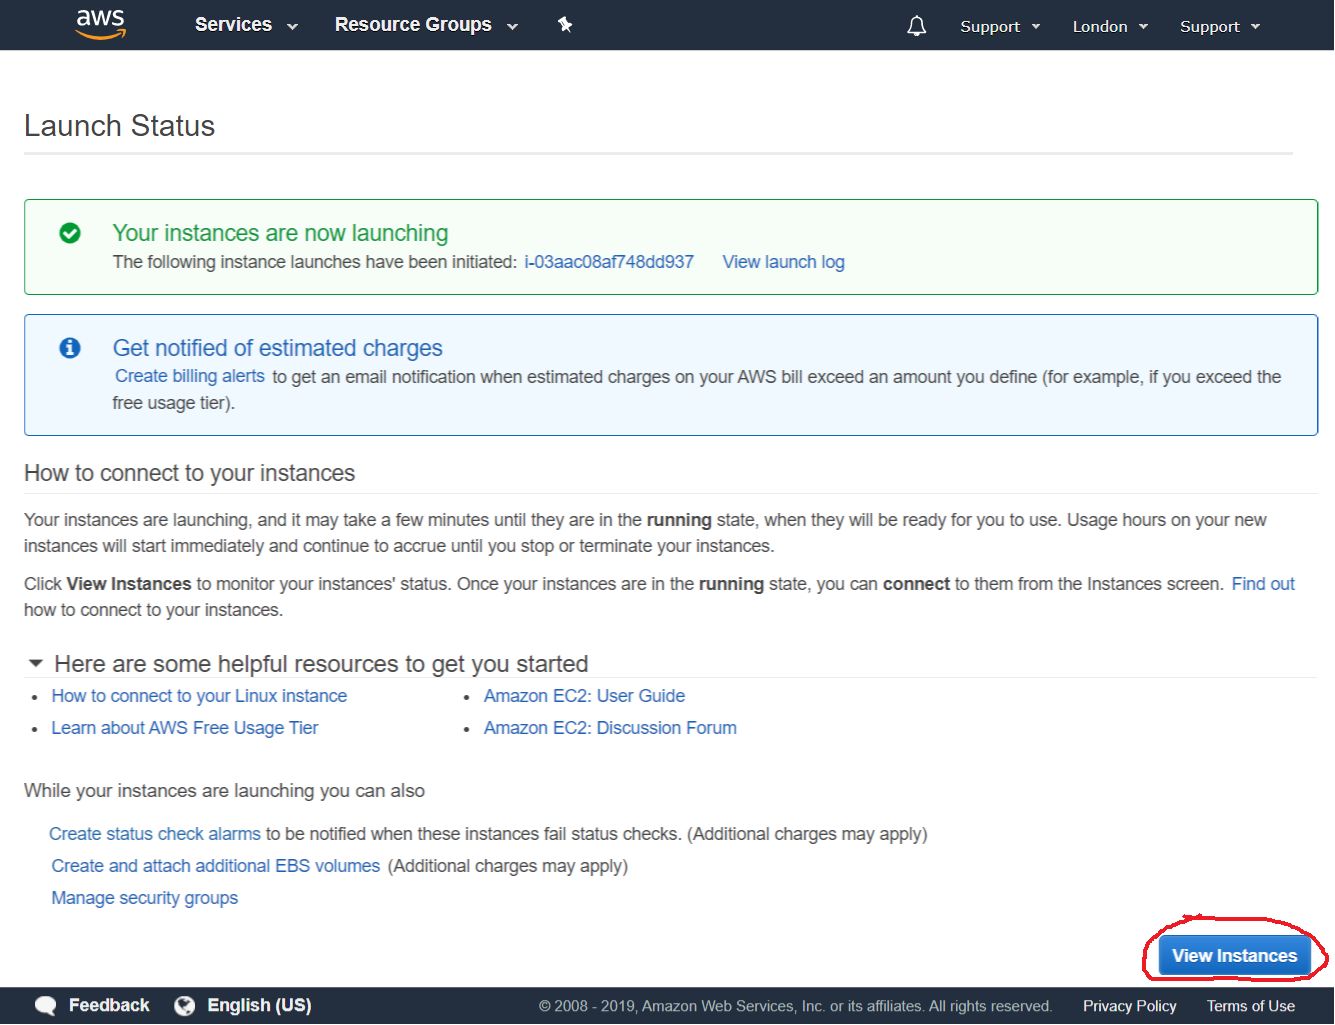 aws Services Resource Groups Support London Support
Launch Status
Your instances are now launching
The following instance launches have been initiated: i-03aac08af748dd937 View launch log
Get notified of estimated charges
Create billing alerts to get an email notification when estimated charges on your AWS bill exceed an amount you define (for example, if you exceed the
free usage tier).
How to connect to your instances
Your instances are launching, and it may take a few minutes until they are in the running state, when they will be ready for you to use. Usage hours on your new
instances will start immediately and continue to accrue until you stop or terminate your instances.
Click View Instances to monitor your instances' status. Once your instances are in the running state, you can connect to them from the Instances screen. Find out
how to connect to your instances.
Here are some helpful resources to get you started
• How to connect to your Linux instance • Amazon EC2: User Guide
• Learn about AWS Free Usage Tier • Amazon EC2: Discussion Forum
While your instances are launching you can also
Create status check alarms to be notified when these instances fail status checks. (Additional charges may apply)
Create and attach additional EBS volumes (Additional charges may apply)
Manage security groups
View Instances
Feedback English (US) © 2008 - 2019, Amazon Web Services, Inc. or its affiliates. All rights reserved. Privacy Policy Terms of Use